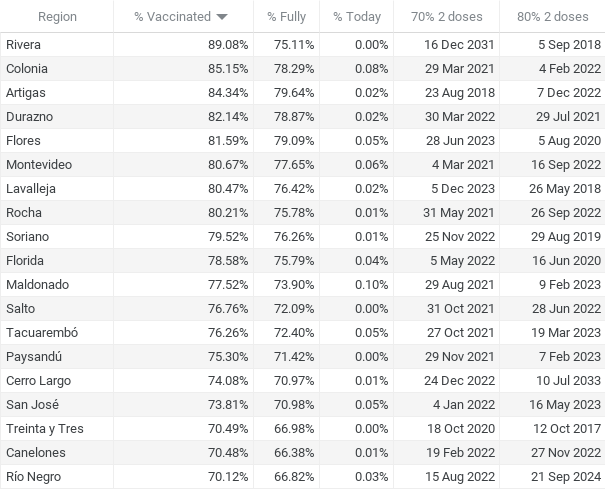 Region % Vaccinated % Fully % Today 70% 2 doses 80% 2 doses
Rivera 89.08% 75.11% 0.00% 16 Dec 2031 5 Sep 2018
Colonia 85.15% 78.29% 0.08% 29 Mar 2021 4 Feb 2022
Artigas 84.34% 79.64% 0.02% 23 Aug 2018 7 Dec 2022
Durazno 82.14% 78.87% 0.02% 30 Mar 2022 29 Jul 2021
Flores 81.59% 79.09% 0.05% 28 Jun 2023 5 Aug 2020
Montevideo 80.67% 77.65% 0.06% 4 Mar 2021 16 Sep 2022
Lavalleja 80.47% 76.42% 0.02% 5 Dec 2023 26 May 2018
Rocha 80.21% 75.78% 0.01% 31 May 2021 26 Sep 2022
Soriano 79.52% 76.26% 0.01% 25 Nov 2022 29 Aug 2019
Florida 78.58% 75.79% 0.04% 5 May 2022 16 Jun 2020
Maldonado 77.52% 73.90% 0.10% 29 Aug 2021 9 Feb 2023
Salto 76.76% 72.09% 0.00% 31 Oct 2021 28 Jun 2022
Tacuarembó 76.26% 72.40% 0.05% 27 Oct 2021 19 Mar 2023
Paysandú 75.30% 71.42% 0.00% 29 Nov 2021 7 Feb 2023
Cerro Largo 74.08% 70.97% 0.01% 24 Dec 2022 10 Jul 2033
San José 73.81% 70.98% 0.05% 4 Jan 2022 16 May 2023
Treinta y Tres 70.49% 66.98% 0.00% 18 Oct 2020 12 Oct 2017
Canelones 70.48% 66.38% 0.01% 19 Feb 2022 27 Nov 2022
Río Negro 70.12% 66.82% 0.03% 15 Aug 2022 21 Sep 2024